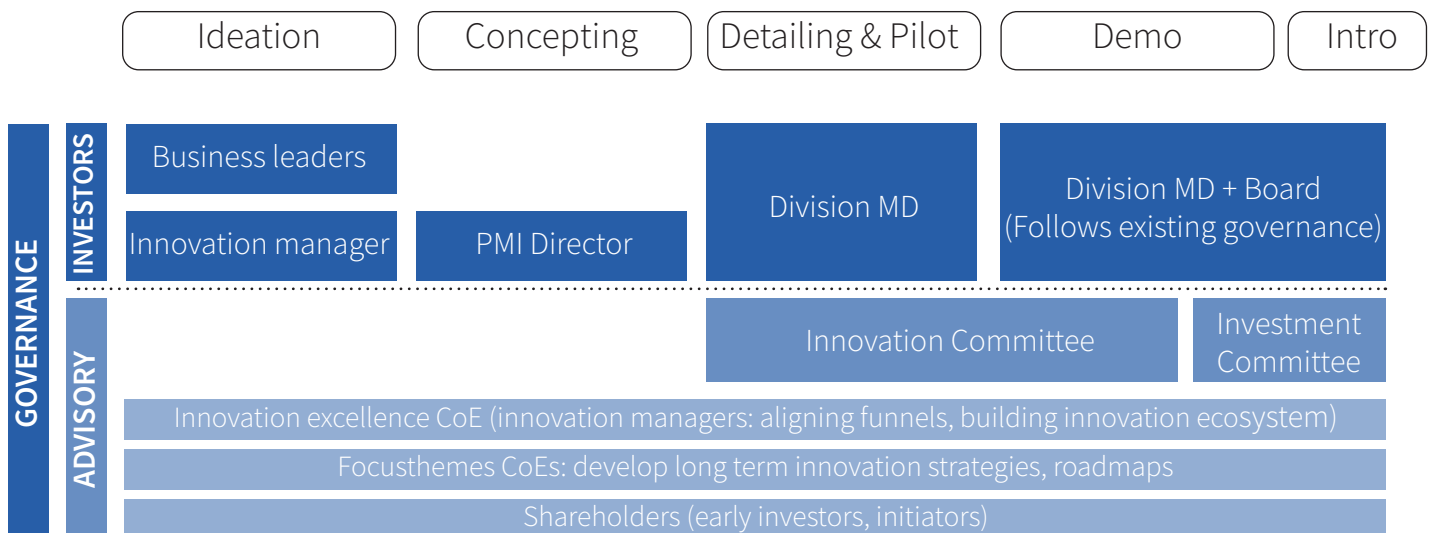 Ideation
Concepting
Detailing & Pilot
Demo
Intro
GOVERNANCE
INVESTORS
Business leaders
Innovation manager
PMI Director
Division MD
Division MD + Board
(Follows existing governance)
ADVISORY
Innovation Committee
Investment
Committee
Innovation excellence CoE (innovation managers: aligning funnels, building innovation ecosystem)
Focusthemes CoEs: develop long term innovation strategies, roadmaps
Shareholders (early investors, initiators)